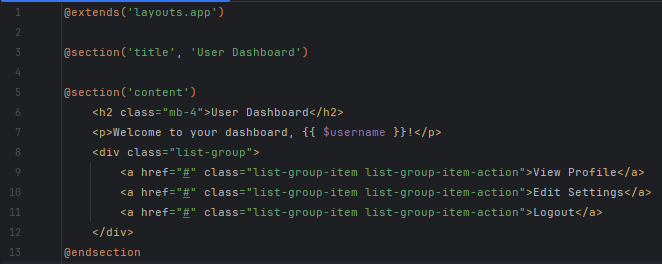 1 @extends('layouts.app')
2
3 @section('title', 'User Dashboard')
4
5 @section('content')
6     <h2 class="mb-4">User Dashboard</h2>
7     <p>Welcome to your dashboard, {{ $username }}!</p>
8     <div class="list-group">
9         <a href="#" class="list-group-item list-group-item-action">View Profile</a>
10         <a href="#" class="list-group-item list-group-item-action">Edit Settings</a>
11         <a href="#" class="list-group-item list-group-item-action">Logout</a>
12     </div>
13 @endsection